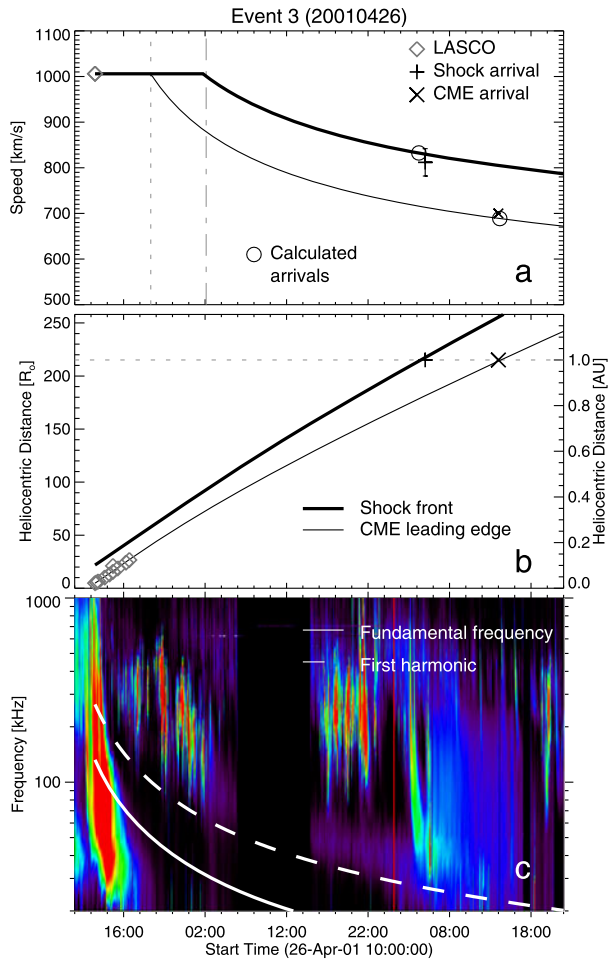 Event 3 (20010426)
1100
1000
900
800
700
600
500
Speed [km/s]
LASCO
Shock arrival
CME arrival
Calculated
arrivals
a
250
200
150
100
50
0
Heliocentric Distance [R☉]
1.0
0.8
0.6
0.4
0.2
0.0
Heliocentric Distance [AU]
Shock front
CME leading edge
b
1000
100
Frequency [kHz]
Fundamental frequency
First harmonic
c
16:00 02:00 12:00 22:00 08:00 18:00
Start Time (26-Apr-01 10:00:00)